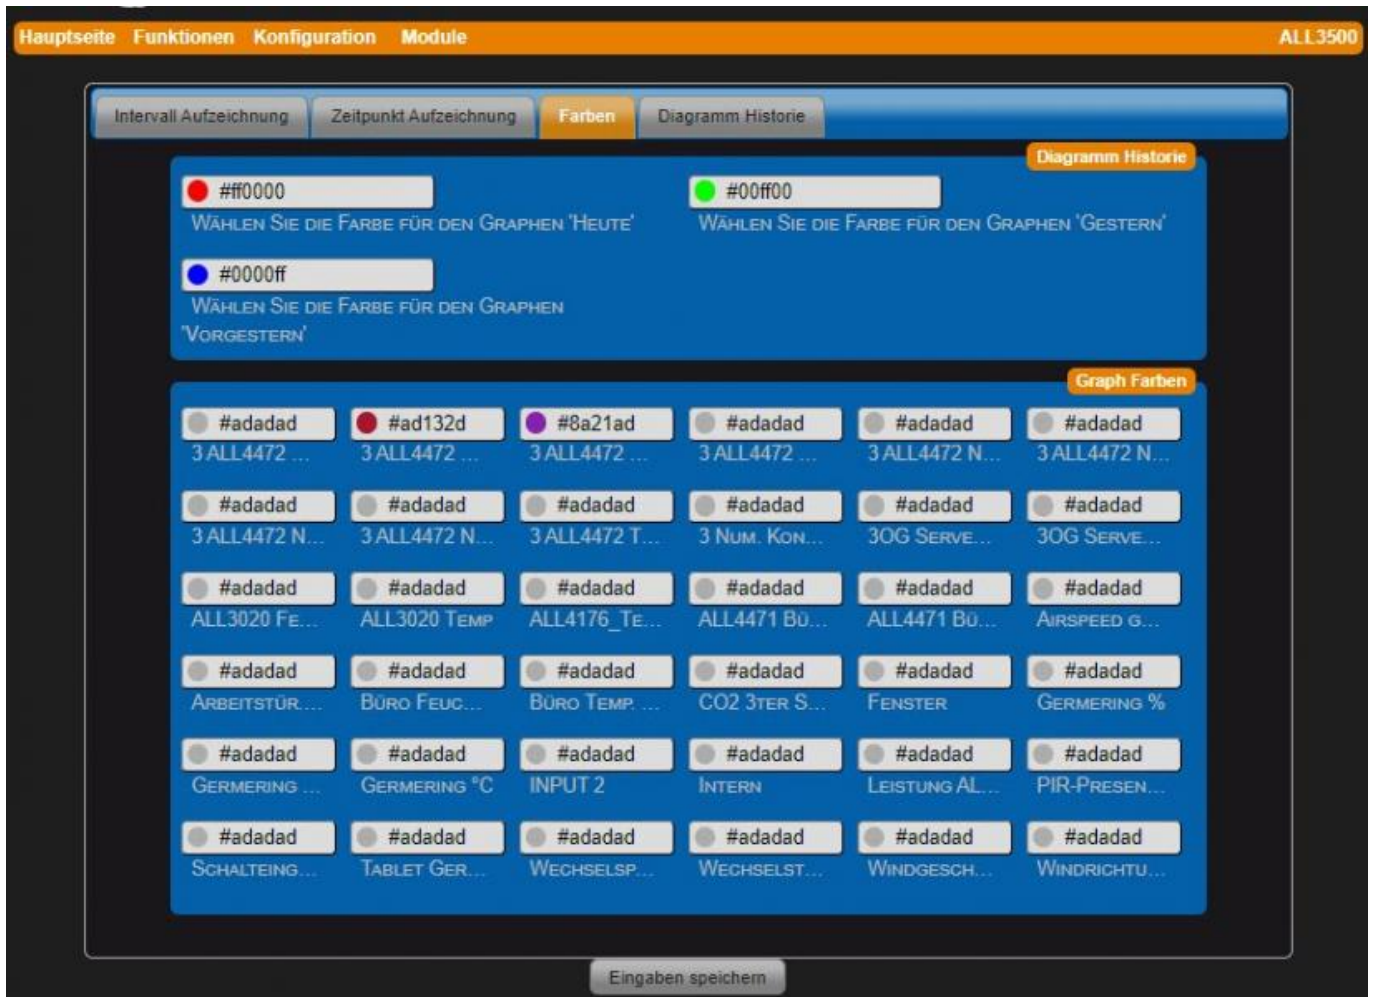 Hauptseite Funktionen Konfiguration Module ALL3500
Intervall Aufzeichnung Zeitpunkt Aufzeichnung Farben Diagramm Historie
Diagramm Historie
#ff0000 #00ff00
Wählen Sie die Farbe für den Graphen 'Heute' Wählen Sie die Farbe für den Graphen 'Gestern'
#0000ff
Wählen Sie die Farbe für den Graphen
'Vorgestern'
Graph Farben
#adadad #ad132d #8a21ad #adadad #adadad #adadad
3 ALL4472 ... 3 ALL4472 ... 3 ALL4472 ... 3 ALL4472 ... 3 ALL4472 N... 3 ALL4472 N...
#adadad #adadad #adadad #adadad #adadad #adadad
3 ALL4472 N... 3 ALL4472 N... 3 ALL4472 T... 3 Num. Kon... 3OG Serve... 3OG Serve...
#adadad #adadad #adadad #adadad #adadad #adadad
ALL3020 Fe... ALL3020 Temp ALL4176_Te... ALL4471 Bü... ALL4471 Bü... Airspeed g...
#adadad #adadad #adadad #adadad #adadad #adadad
Arbeitstür... Büro Feuc... Büro Temp. ... CO2 3ter S... Fenster Germering %
#adadad #adadad #adadad #adadad #adadad #adadad
Germering ... Germering °C INPUT 2 Intern Leistung AL... PIR-Presen...
#adadad #adadad #adadad #adadad #adadad #adadad
Schalteing... Tablet Ger... Wechselsp... Wechselst... Windgesch... Windrichtu...
Eingaben speichern